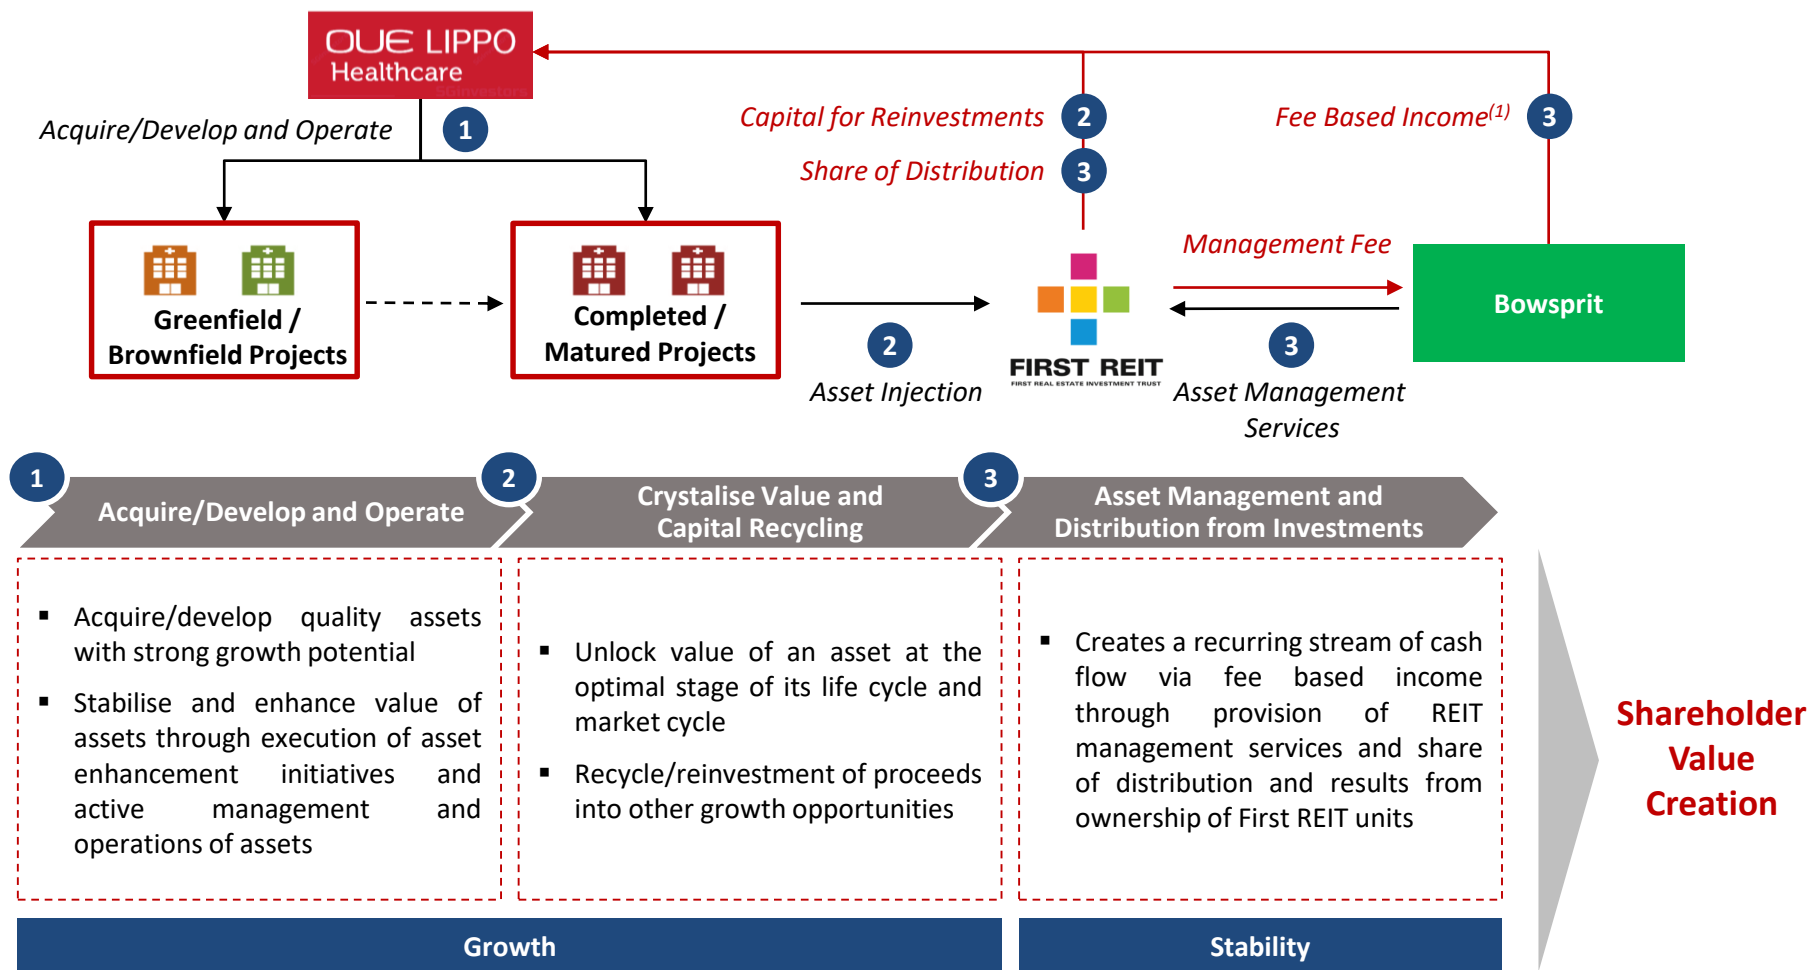 OUE LIPPO
Healthcare
SGinvestors
Acquire/Develop and Operate
1
Capital for Reinvestments
2
Share of Distribution
3
Fee Based Income(1)
3
Greenfield /
Brownfield Projects
Completed /
Matured Projects
2
Asset Injection
FIRST REIT
FIRST REAL ESTATE INVESTMENT TRUST
Management Fee
3
Asset Management
Services
Bowsprit
1
Acquire/Develop and Operate
2
Crystalise Value and
Capital Recycling
3
Asset Management and
Distribution from Investments
▪ Acquire/develop quality assets
with strong growth potential
▪ Stabilise and enhance value of
assets through execution of asset
enhancement initiatives and
active management and
operations of assets
▪ Unlock value of an asset at the
optimal stage of its life cycle and
market cycle
▪ Recycle/reinvestment of proceeds
into other growth opportunities
▪ Creates a recurring stream of cash
flow via fee based income
through provision of REIT
management services and share
of distribution and results from
ownership of First REIT units
Shareholder
Value
Creation
Growth
Stability